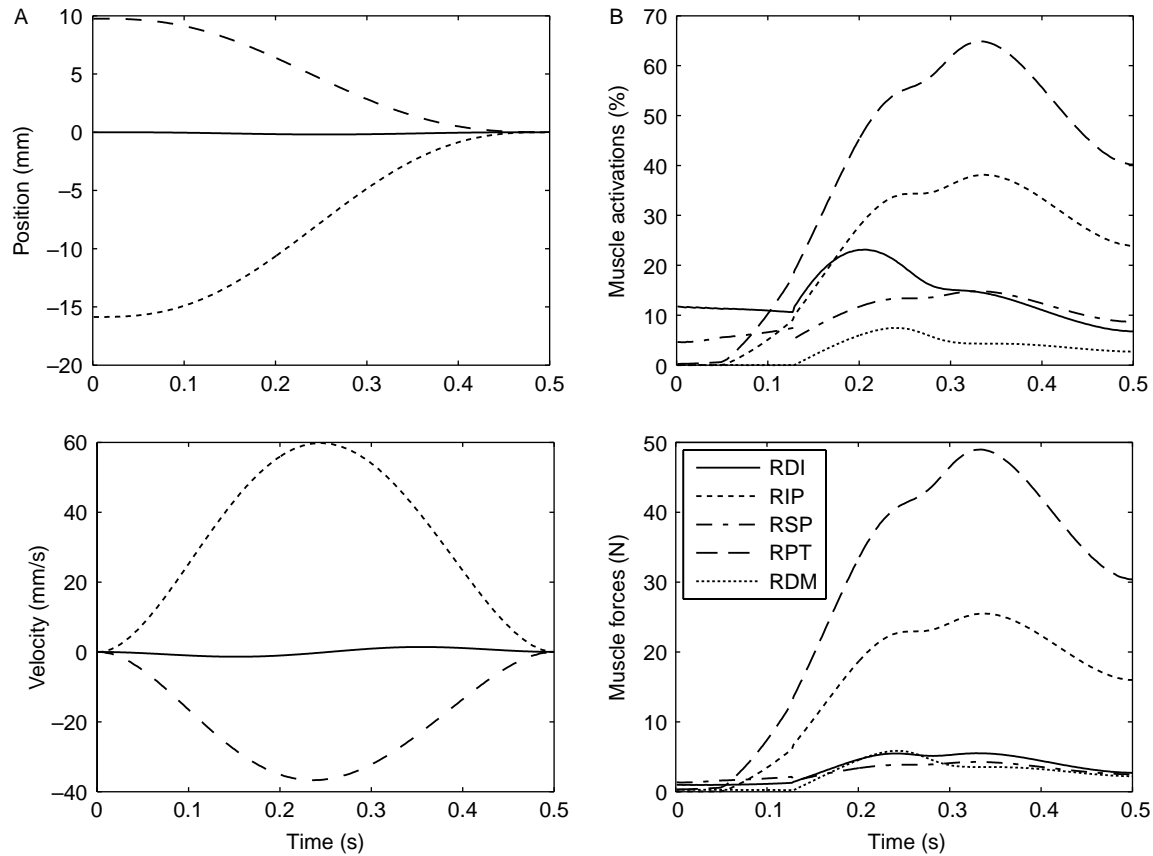 A
Position (mm)
10
5
0
–5
–10
–15
–20
0 0.1 0.2 0.3 0.4 0.5
B
Muscle activations (%)
70
60
50
40
30
20
10
0
0 0.1 0.2 0.3 0.4 0.5
Velocity (mm/s)
60
40
20
0
–20
–40
0 0.1 0.2 0.3 0.4 0.5
Time (s)
Muscle forces (N)
50
40
30
20
10
0
RDI
RIP
RSP
RPT
RDM
0 0.1 0.2 0.3 0.4 0.5
Time (s)